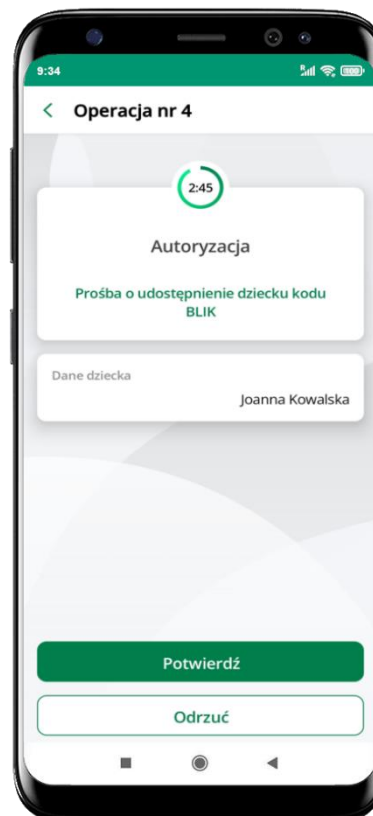 9:34
Operacja nr 4
2:45
Autoryzacja
Prośba o udostępnienie dziecku kodu
BLIK
Dane dziecka
Joanna Kowalska
Potwierdź
Odrzuć